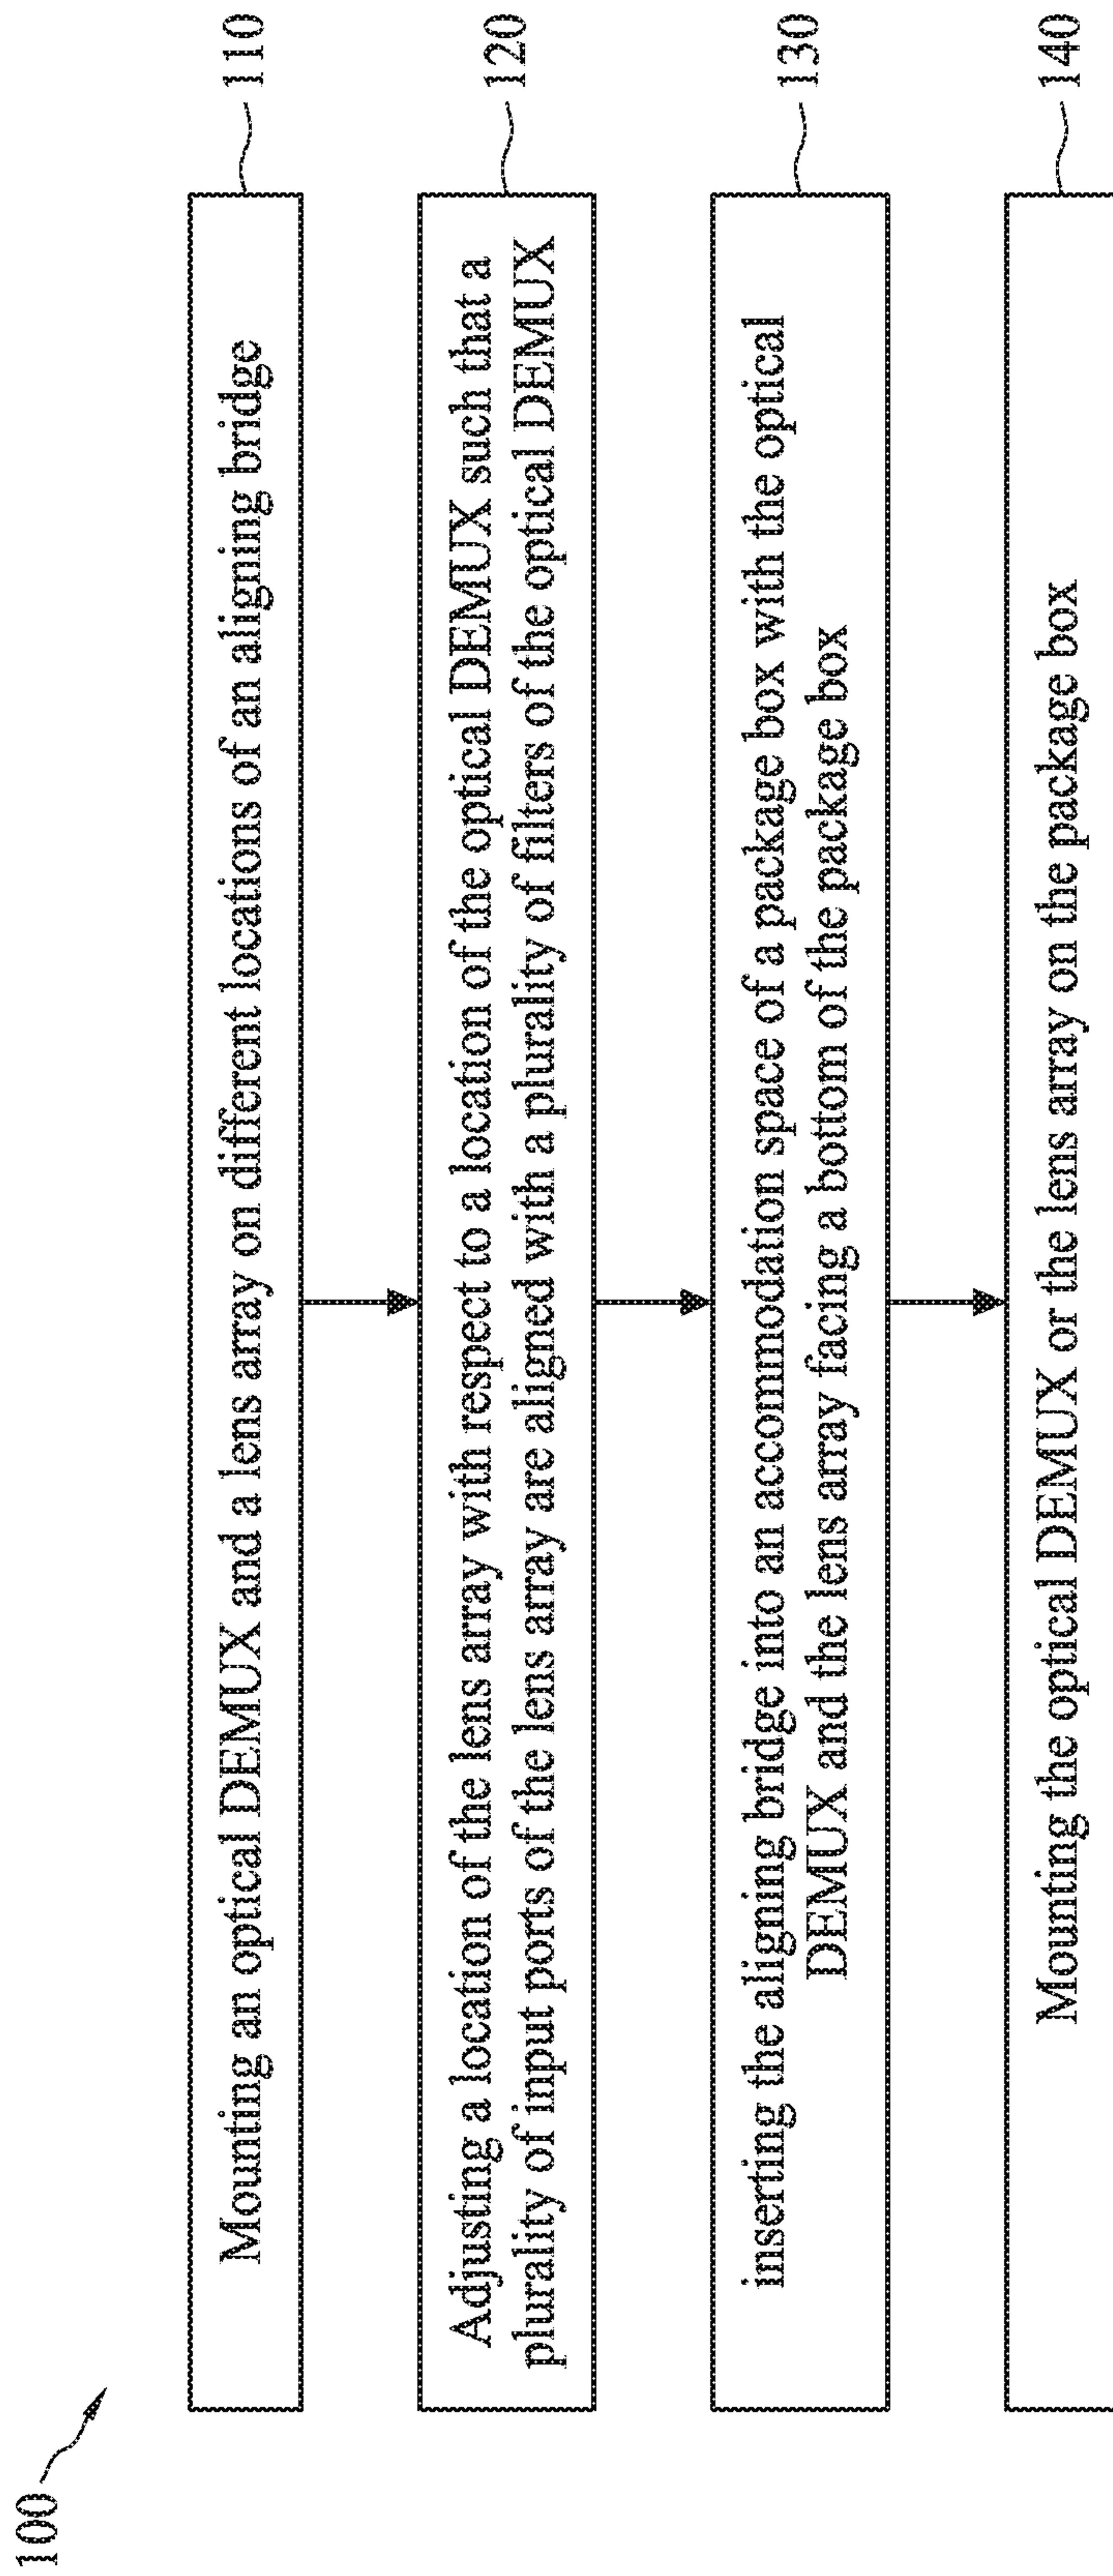 100
Mounting an optical DEMUX and a lens array on different locations of an aligning bridge
110
Adjusting a location of the lens array with respect to a location of the optical DEMUX such that a
plurality of input ports of the lens array are aligned with a plurality of filters of the optical DEMUX
120
inserting the aligning bridge into an accommodation space of a package box with the optical
DEMUX and the lens array facing a bottom of the package box
130
Mounting the optical DEMUX or the lens array on the package box
140